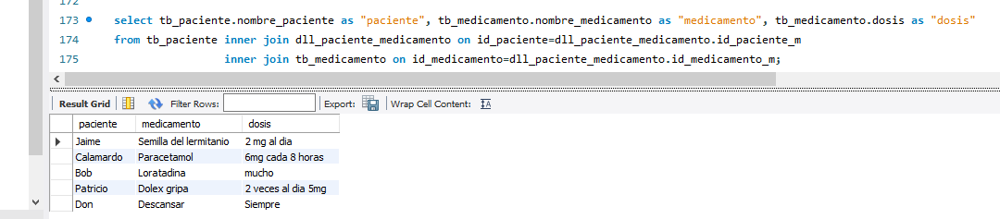 172
173 select tb_paciente.nombre_paciente as "paciente", tb_medicamento.nombre_medicamento as "medicamento", tb_medicamento.dosis as "dosis"
174 from tb_paciente inner join dll_paciente_medicamento on id_paciente=dll_paciente_medicamento.id_paciente_m
175 inner join tb_medicamento on id_medicamento=dll_paciente_medicamento.id_medicamento_m;
Result Grid Filter Rows: Export: Wrap Cell Content: IA
paciente medicamento dosis
Jaime Semilla del lermitanio 2 mg al dia
Calamardo Paracetamol 6mg cada 8 horas
Bob Loratadina mucho
Patricio Dolex gripa 2 veces al dia 5mg
Don Descansar Siempre